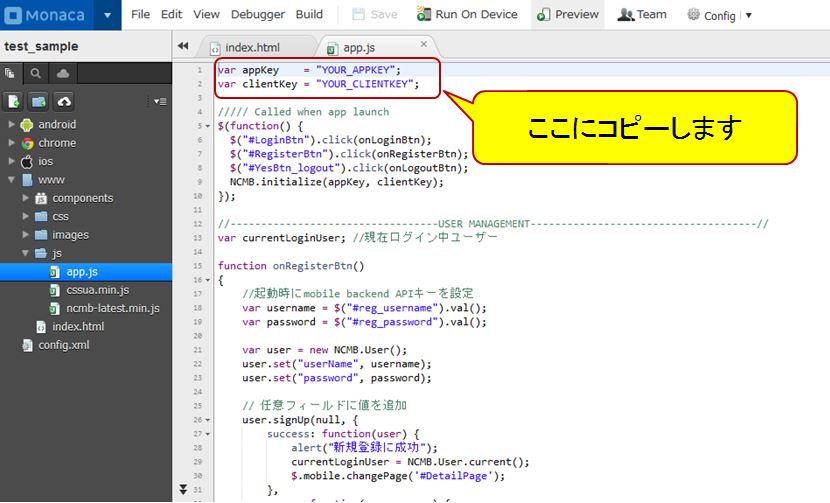 Monaca File Edit View Debugger Build Save Run On Device Preview Team Config
test_sample
index.html app.js
android
chrome
ios
www
components
css
images
js
app.js
cssua.min.js
ncmb-latest.min.js
index.html
config.xml
1 var appKey    = "YOUR_APPKEY";
2 var clientKey = "YOUR_CLIENTKEY";
3
4 ///// Called when app launch
5 $(function() {
6   $("#LoginBtn").click(onLoginBtn);
7   $("#RegisterBtn").click(onRegisterBtn);
8   $("#YesBtn_logout").click(onLogoutBtn);
9   NCMB.initialize(appKey, clientKey);
10 });
11
12 //----------------------------------USER MANAGEMENT-------------------------------------//
13 var currentLoginUser; //現在ログイン中ユーザー
14
15 function onRegisterBtn()
16 {
17     //起動時にmobile backend APIキーを設定
18     var username = $("#reg_username").val();
19     var password = $("#reg_password").val();
20
21     var user = new NCMB.User();
22     user.set("userName", username);
23     user.set("password", password);
24
25     // 任意フィールドに値を追加
26     user.signUp(null, {
27         success: function(user) {
28             alert("新規登録に成功");
29             currentLoginUser = NCMB.User.current();
30             $.mobile.changePage('#DetailPage');
31         },
ここにコピーします